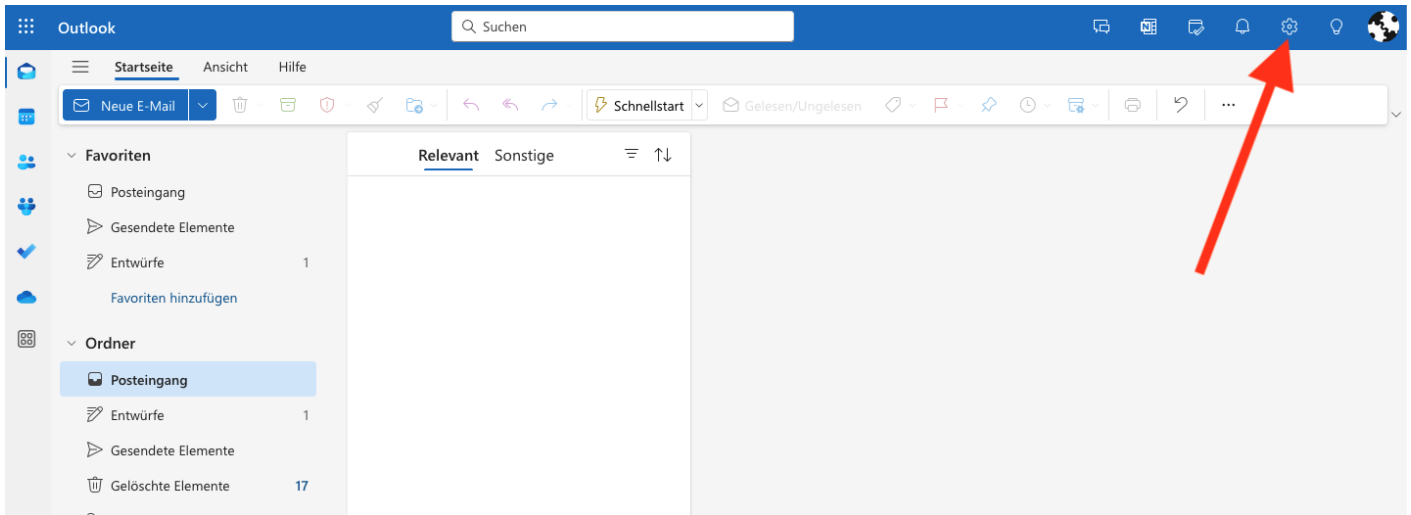 Outlook
Suchen
Startseite Ansicht Hilfe
Neue E-Mail
Schnellstart
Gelesen/Ungelesen
Favoriten
Posteingang
Gesendete Elemente
Entwürfe 1
Favoriten hinzufügen
Ordner
Posteingang
Entwürfe 1
Gesendete Elemente
Gelöschte Elemente 17
Relevant Sonstige